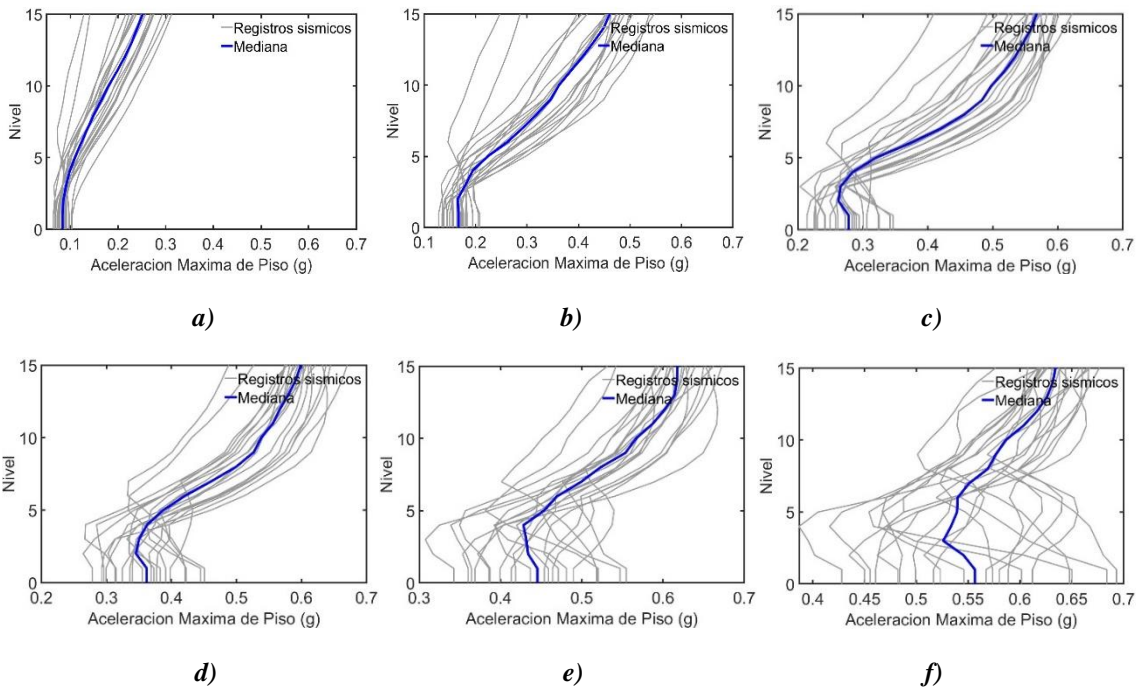 15
10
5
0
Nivel
Registros sismicos
Mediana
0.1 0.2 0.3 0.4 0.5 0.6 0.7
Aceleracion Maxima de Piso (g)
a)
15
10
5
0
Nivel
Registros sismicos
Mediana
0.1 0.2 0.3 0.4 0.5 0.6 0.7
Aceleracion Maxima de Piso (g)
b)
15
10
5
0
Nivel
Registros sismicos
Mediana
0.2 0.3 0.4 0.5 0.6 0.7
Aceleracion Maxima de Piso (g)
c)
15
10
5
0
Nivel
Registros sismicos
Mediana
0.2 0.3 0.4 0.5 0.6 0.7
Aceleracion Maxima de Piso (g)
d)
15
10
5
0
Nivel
Registros sismicos
Mediana
0.3 0.4 0.5 0.6 0.7
Aceleracion Maxima de Piso (g)
e)
15
10
5
0
Nivel
Registros sismicos
Mediana
0.4 0.45 0.5 0.55 0.6 0.65 0.7
Aceleracion Maxima de Piso (g)
f)